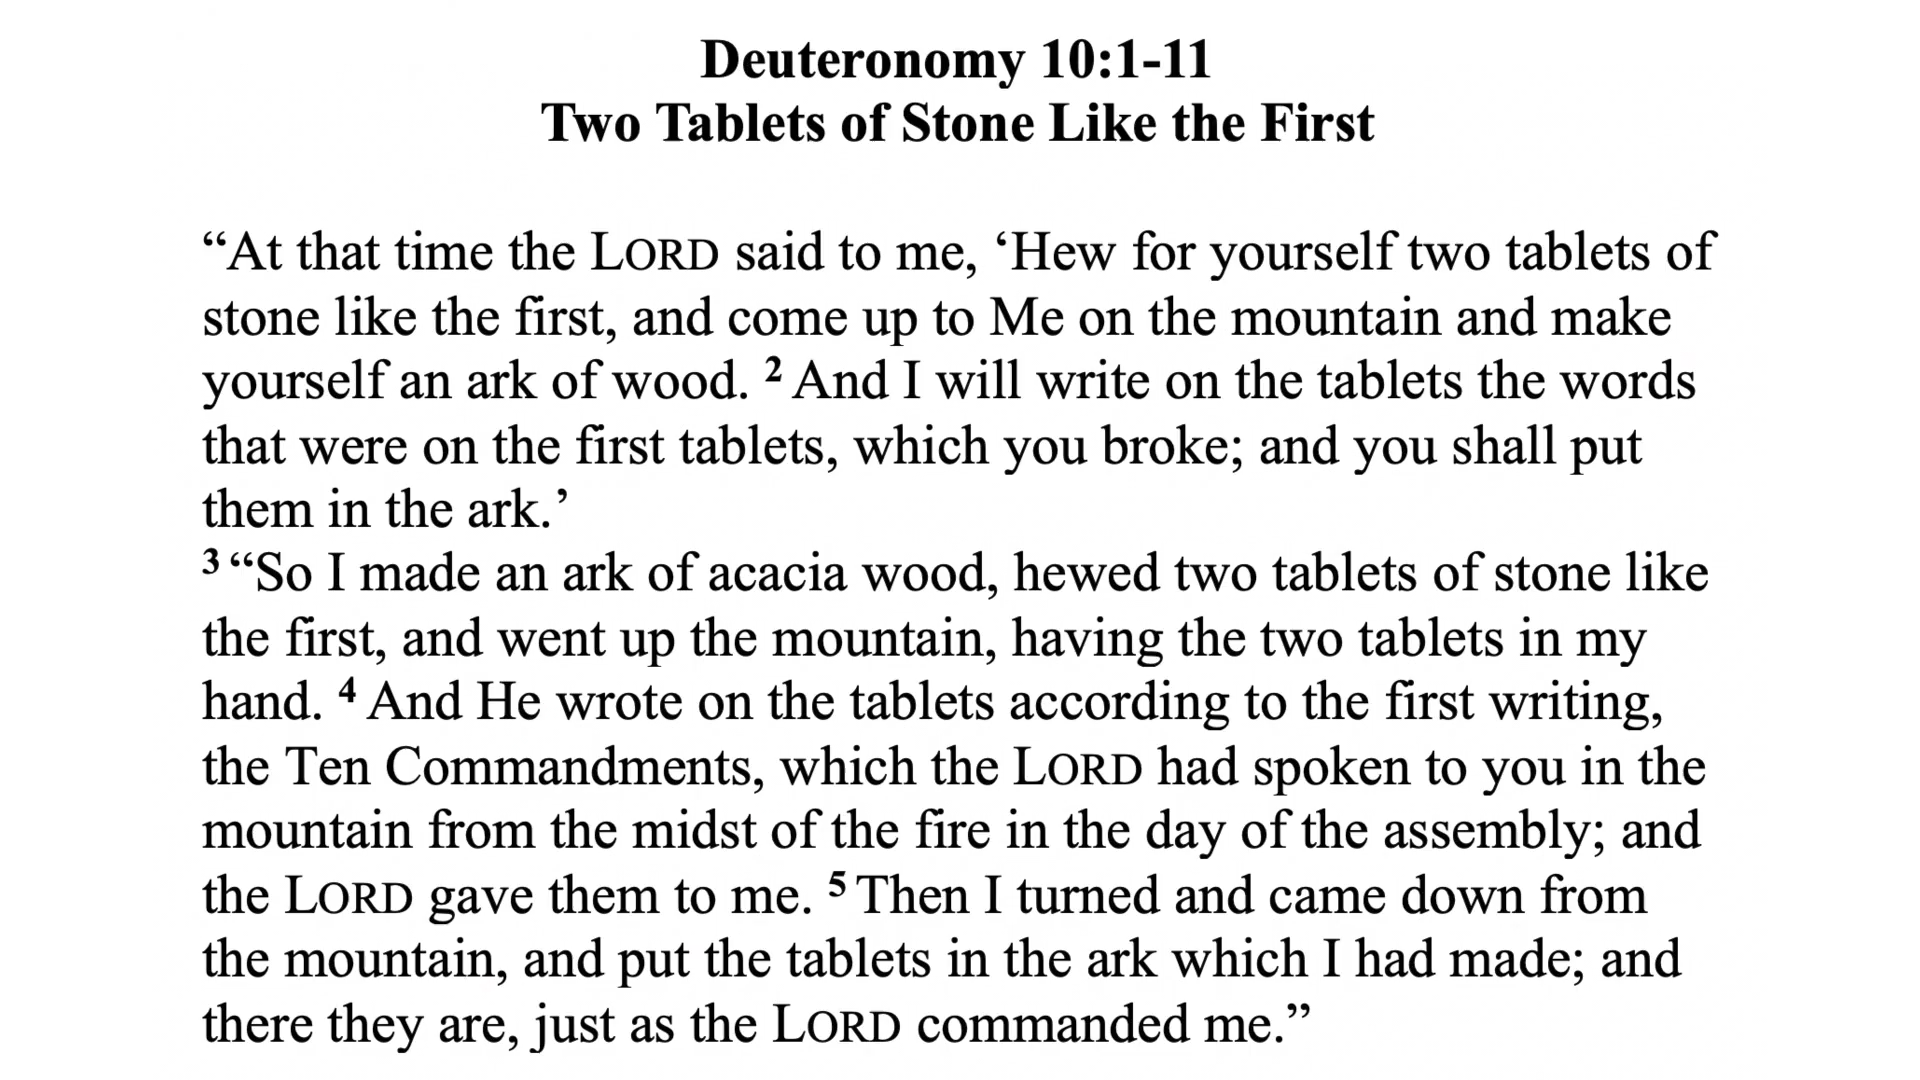 Deuteronomy 10:1-11
Two Tablets of Stone Like the First
“At that time the LORD said to me, ‘Hew for yourself two tablets of
stone like the first, and come up to Me on the mountain and make
yourself an ark of wood. 2 And I will write on the tablets the words
that were on the first tablets, which you broke; and you shall put
them in the ark.’
3 “So I made an ark of acacia wood, hewed two tablets of stone like
the first, and went up the mountain, having the two tablets in my
hand. 4 And He wrote on the tablets according to the first writing,
the Ten Commandments, which the LORD had spoken to you in the
mountain from the midst of the fire in the day of the assembly; and
the LORD gave them to me. 5 Then I turned and came down from
the mountain, and put the tablets in the ark which I had made; and
there they are, just as the LORD commanded me.”